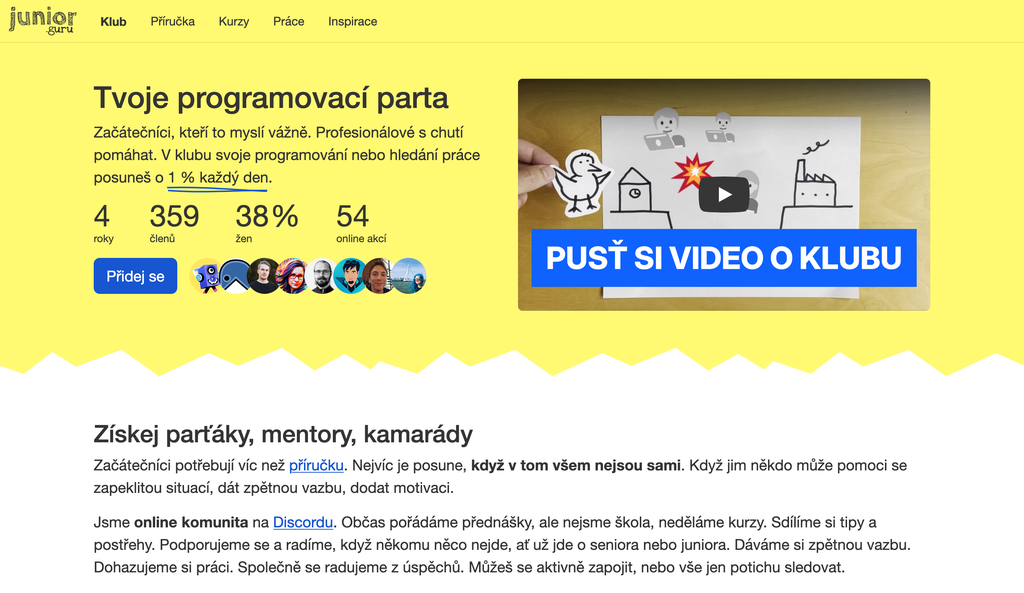 junior
.guru
Klub
Příručka
Kurzy
Práce
Inspirace
Tvoje programovací parta
Začátečníci, kteří to myslí vážně. Profesionálové s chutí
pomáhat. V klubu svoje programování nebo hledání práce
posuneš o 1 % každý den.
4
roky
359
členů
38 %
žen
54
online akcí
Přidej se
PUSŤ SI VIDEO O KLUBU
Získej parťáky, mentory, kamarády
Začátečníci potřebují víc než příručku. Nejvíc je posune, když v tom všem nejsou sami. Když jim někdo může pomoci se
zapeklitou situací, dát zpětnou vazbu, dodat motivaci.
Jsme online komunita na Discordu. Občas pořádáme přednášky, ale nejsme škola, neděláme kurzy. Sdílíme si tipy a
postřehy. Podporujeme se a radíme, když někomu něco nejde, ať už jde o seniora nebo juniora. Dáváme si zpětnou vazbu.
Dohazujeme si práci. Společně se radujeme z úspěchů. Můžeš se aktivně zapojit, nebo vše jen potichu sledovat.